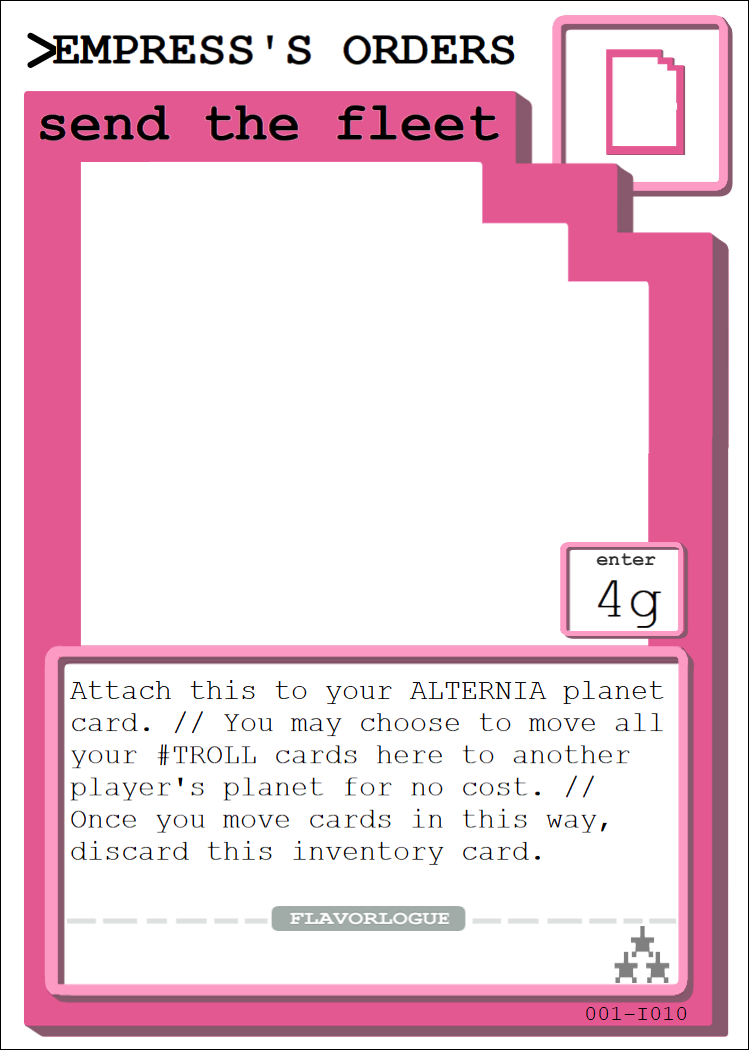 >EMPRESS'S ORDERS
send the fleet
enter
4g
Attach this to your ALTERNIA planet
card. // You may choose to move all
your #TROLL cards here to another
player's planet for no cost. //
Once you move cards in this way,
discard this inventory card.
FLAVORLOGUE
001-I010